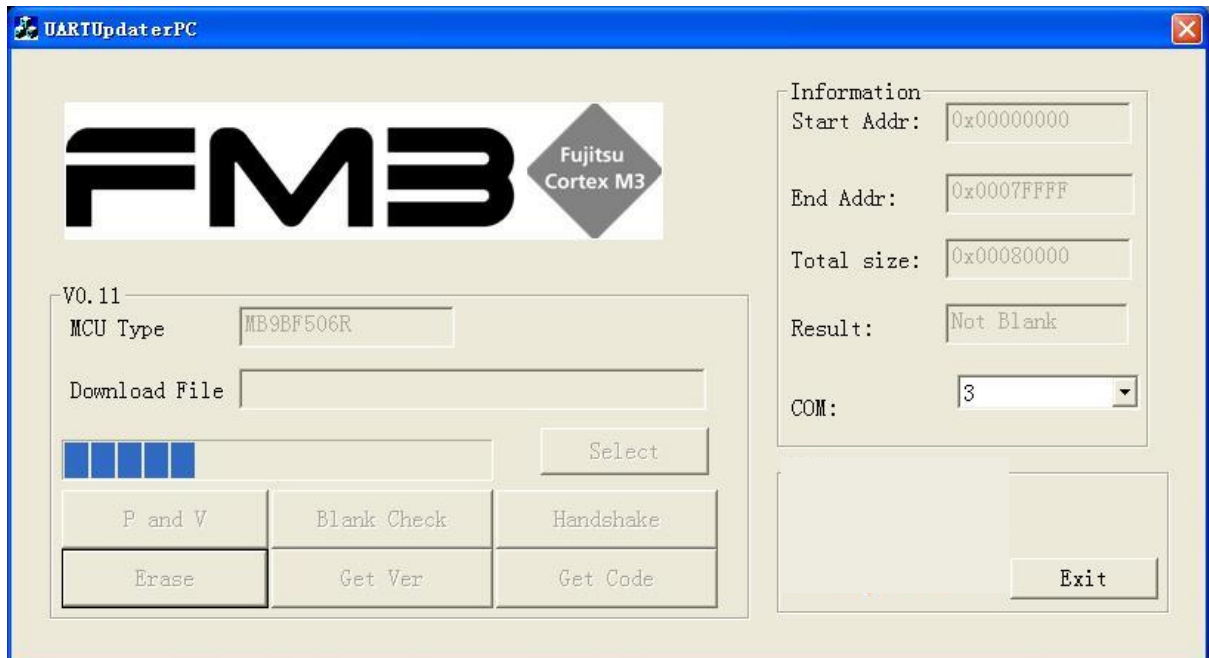 UARTUpdaterPC
FM3
Fujitsu
Cortex M3
V0.11
MCU Type MB9BF506R
Download File
Select
P and V Blank Check Handshake
Erase Get Ver Get Code
Information
Start Addr: 0x00000000
End Addr: 0x0007FFFF
Total size: 0x00080000
Result: Not Blank
COM: 3
Exit